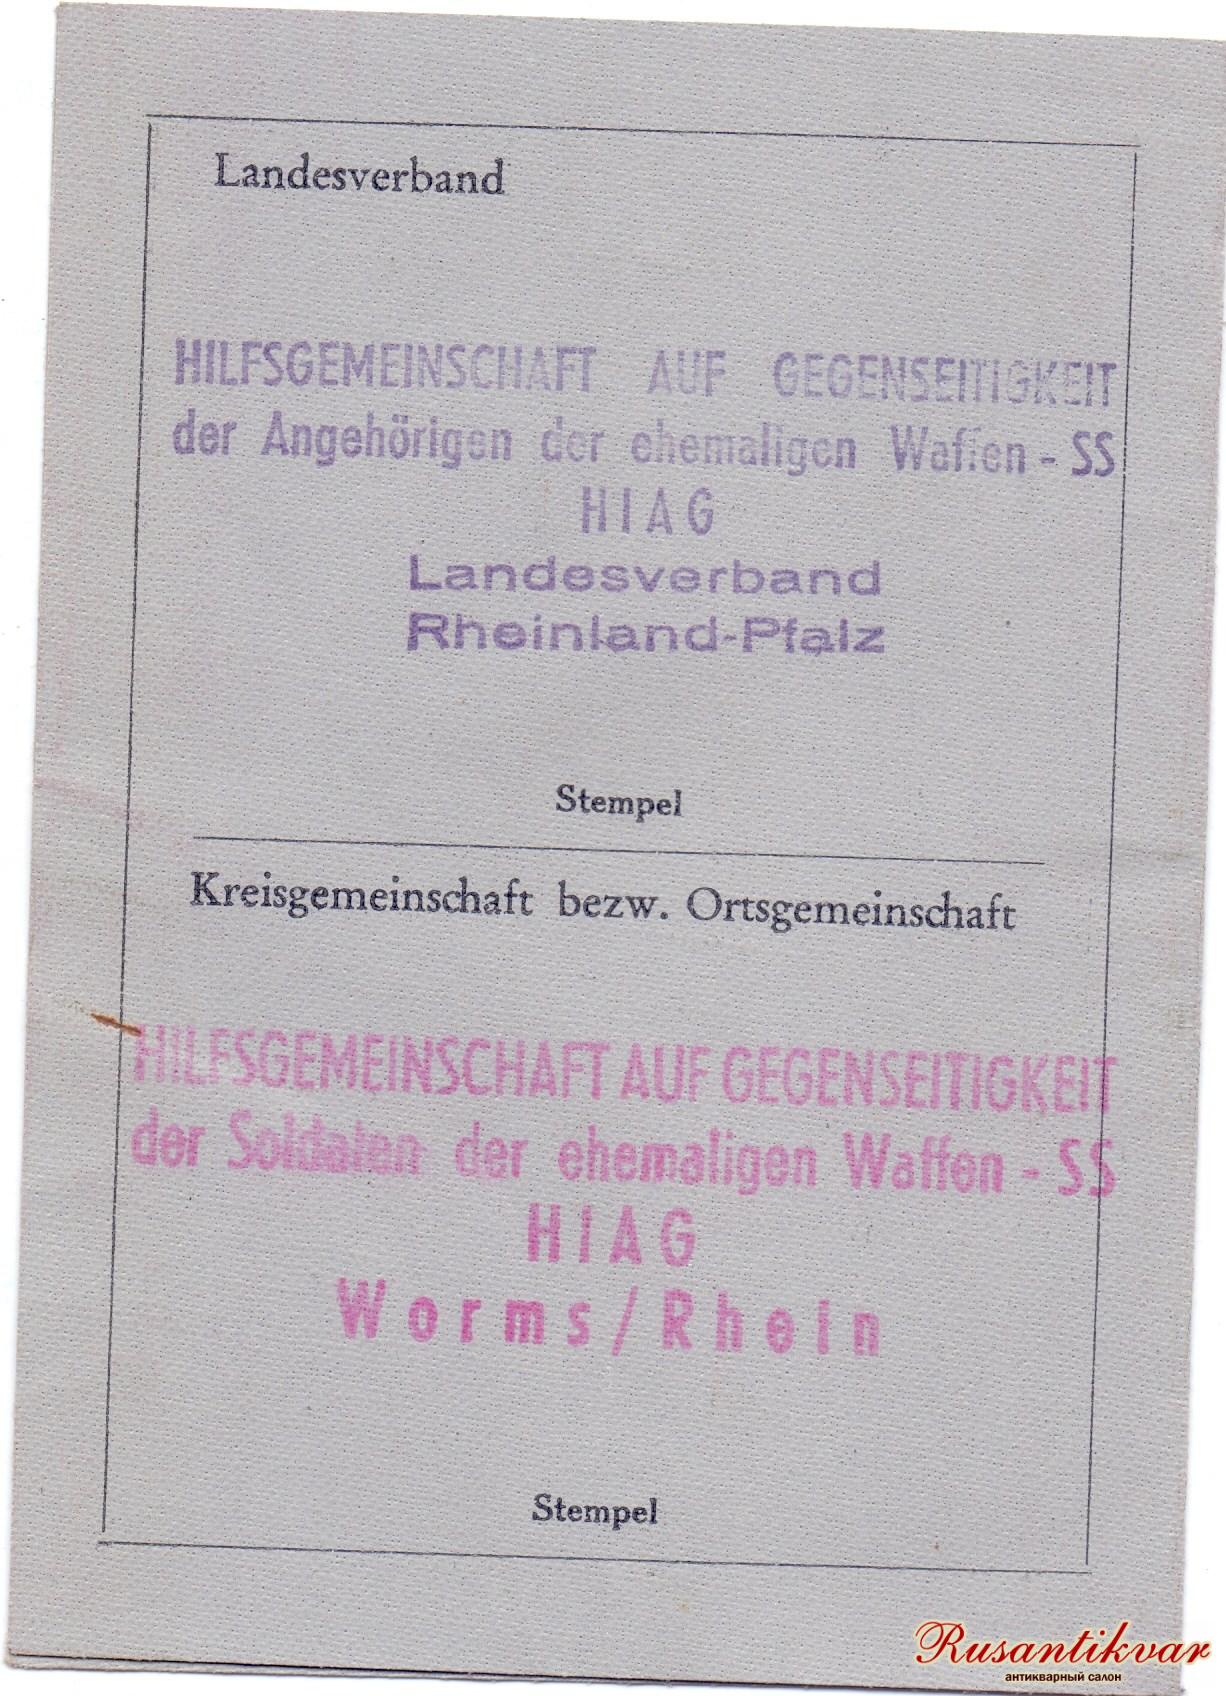 Landesverband
HILFSGEMEINSCHAFT AUF GEGENSEITIGKEIT
der Angehörigen der ehemaligen Waffen - SS
HIAG
Landesverband
Rheinland-Pfalz
Stempel
Kreisgemeinschaft bezw. Ortsgemeinschaft
HILFSGEMEINSCHAFT AUF GEGENSEITIGKEIT
der Soldaten der ehemaligen Waffen - SS
HIAG
Worms/Rhein
Stempel
Rusantikvar
антикварный салон